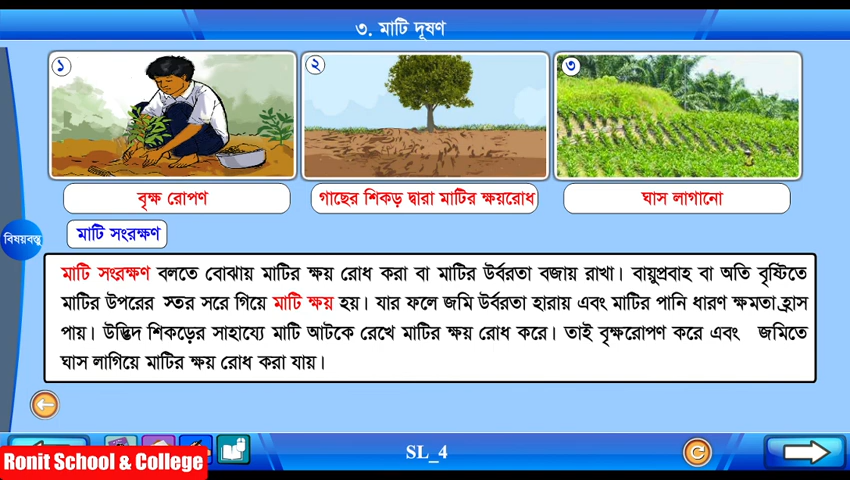 ৩. মাটি দূষণ
১
২
৩
বৃক্ষ রোপণ
গাছের শিকড় দ্বারা মাটির ক্ষয়রোধ
ঘাস লাগানো
বিষয়বস্তু
মাটি সংরক্ষণ
মাটি সংরক্ষণ বলতে বোঝায় মাটির ক্ষয় রোধ করা বা মাটির উর্বরতা বজায় রাখা। বায়ুপ্রবাহ বা অতি বৃষ্টিতে
মাটির উপরের স্তর সরে গিয়ে মাটি ক্ষয় হয়। যার ফলে জমি উর্বরতা হারায় এবং মাটির পানি ধারণ ক্ষমতা হ্রাস
পায়। উদ্ভিদ শিকড়ের সাহায্যে মাটি আটকে রেখে মাটির ক্ষয় রোধ করে। তাই বৃক্ষরোপণ করে এবং জমিতে
ঘাস লাগিয়ে মাটির ক্ষয় রোধ করা যায়।
SL_4
Ronit School & College